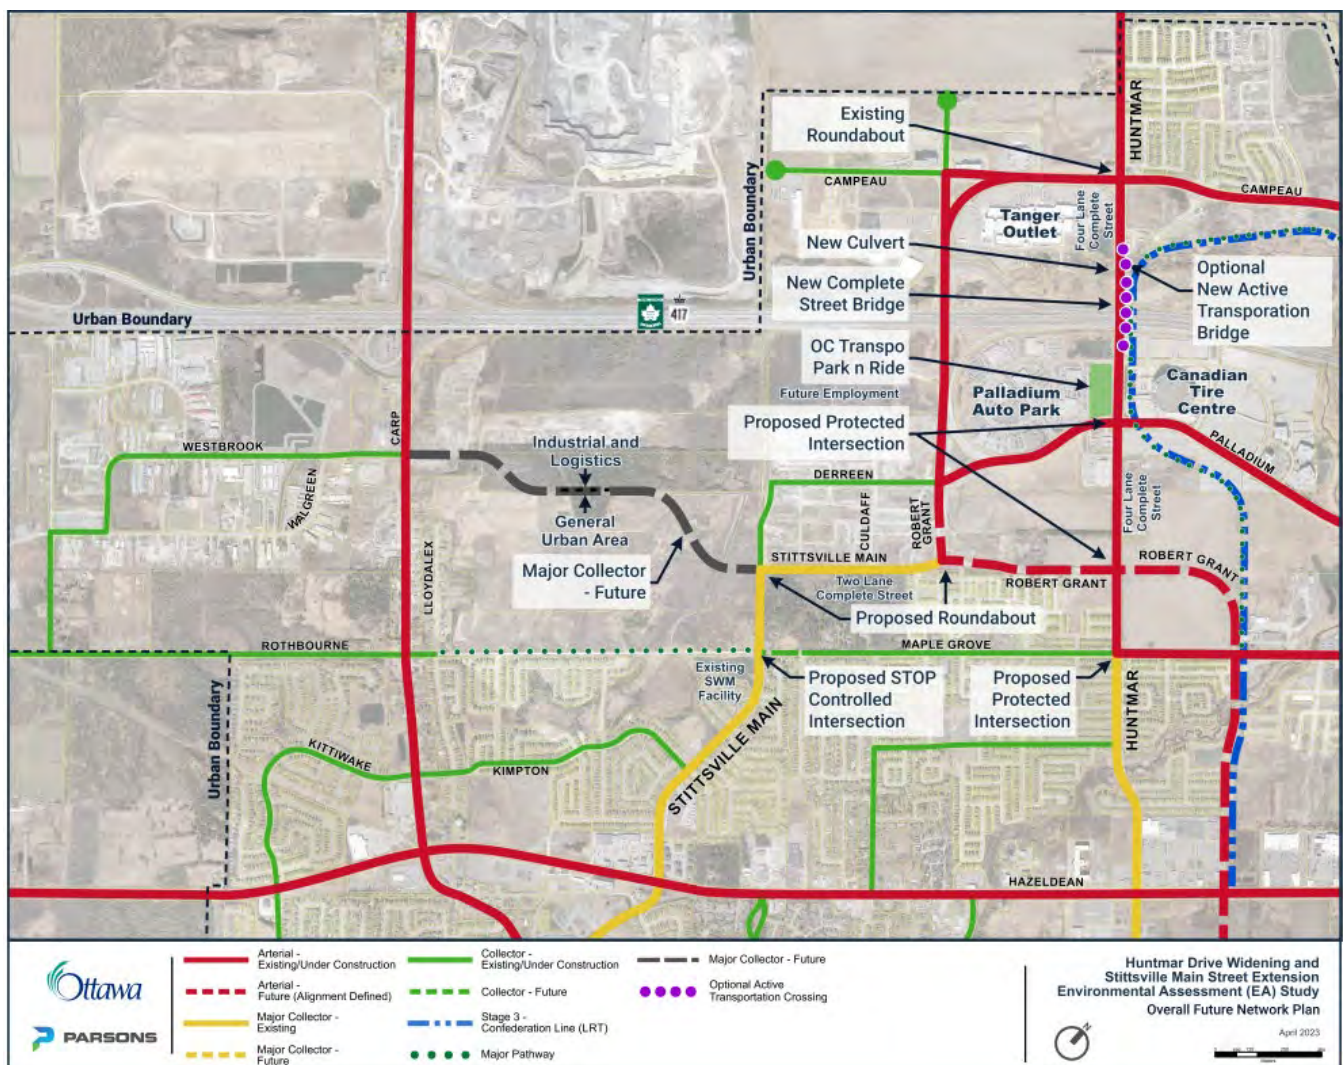 HUNTMAR
Existing
Roundabout
CAMPEAU
CAMPEAU
Urban Boundary
Tanger
Outlet
Four Lane
Complete
Street
New Culvert
New Complete
Street Bridge
Optional
New Active
Transporation
Bridge
417
Urban Boundary
OC Transpo
Park n Ride
Future Employment
Palladium
Auto Park
Canadian
Tire
Centre
Proposed Protected
Intersection
PALLADIUM
WESTBROOK
CARP
WALGREEN
Industrial and
Logistics
General
Urban Area
Major Collector
- Future
DERREEN
CULDAFF
ROBERT
GRANT
Four Lane
Complete
Street
STITTSVILLE MAIN
Two Lane
Complete Street
ROBERT GRANT
ROBERT GRANT
LLOYDALEX
Proposed Roundabout
ROTHBOURNE
MAPLE GROVE
Existing
SWM
Facility
Proposed STOP
Controlled
Intersection
Proposed
Protected
Intersection
HUNTMAR
Urban Boundary
KITTIWAKE
KIMPTON
STITTSVILLE MAIN
HAZELDEAN
Ottawa
PARSONS
Arterial -
Existing/Under Construction
Arterial -
Future (Alignment Defined)
Major Collector -
Existing
Major Collector -
Future
Collector -
Existing/Under Construction
Collector - Future
Stage 3 -
Confederation Line (LRT)
Major Pathway
Major Collector - Future
Optional Active
Transportation Crossing
Huntmar Drive Widening and
Stittsville Main Street Extension
Environmental Assessment (EA) Study
Overall Future Network Plan
April 2023
N